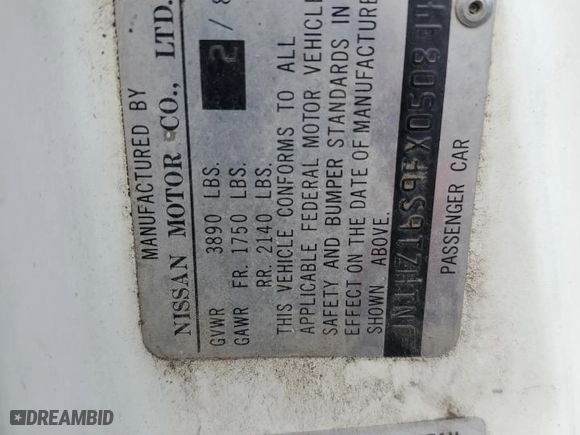 MANUFACTURED BY
NISSAN MOTOR CO., LTD.
2/8
GVWR 3890 LBS.
GAWR FR. 1750 LBS.
RR. 2140 LBS.
THIS VEHICLE CONFORMS TO ALL
APPLICABLE FEDERAL MOTOR VEHICLE
SAFETY AND BUMPER STANDARDS IN
EFFECT ON THE DATE OF MANUFACTURE
SHOWN ABOVE.
PASSENGER CAR
DREAMBID